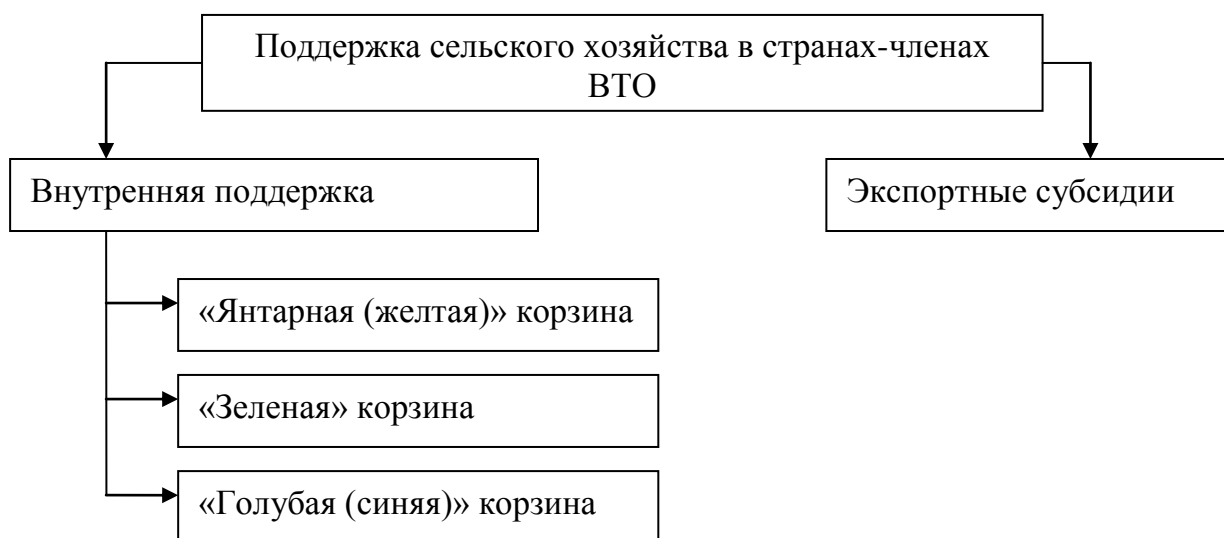 Поддержка сельского хозяйства в странах-членах
ВТО
Внутренняя поддержка
Экспортные субсидии
«Янтарная (желтая)» корзина
«Зеленая» корзина
«Голубая (синяя)» корзина